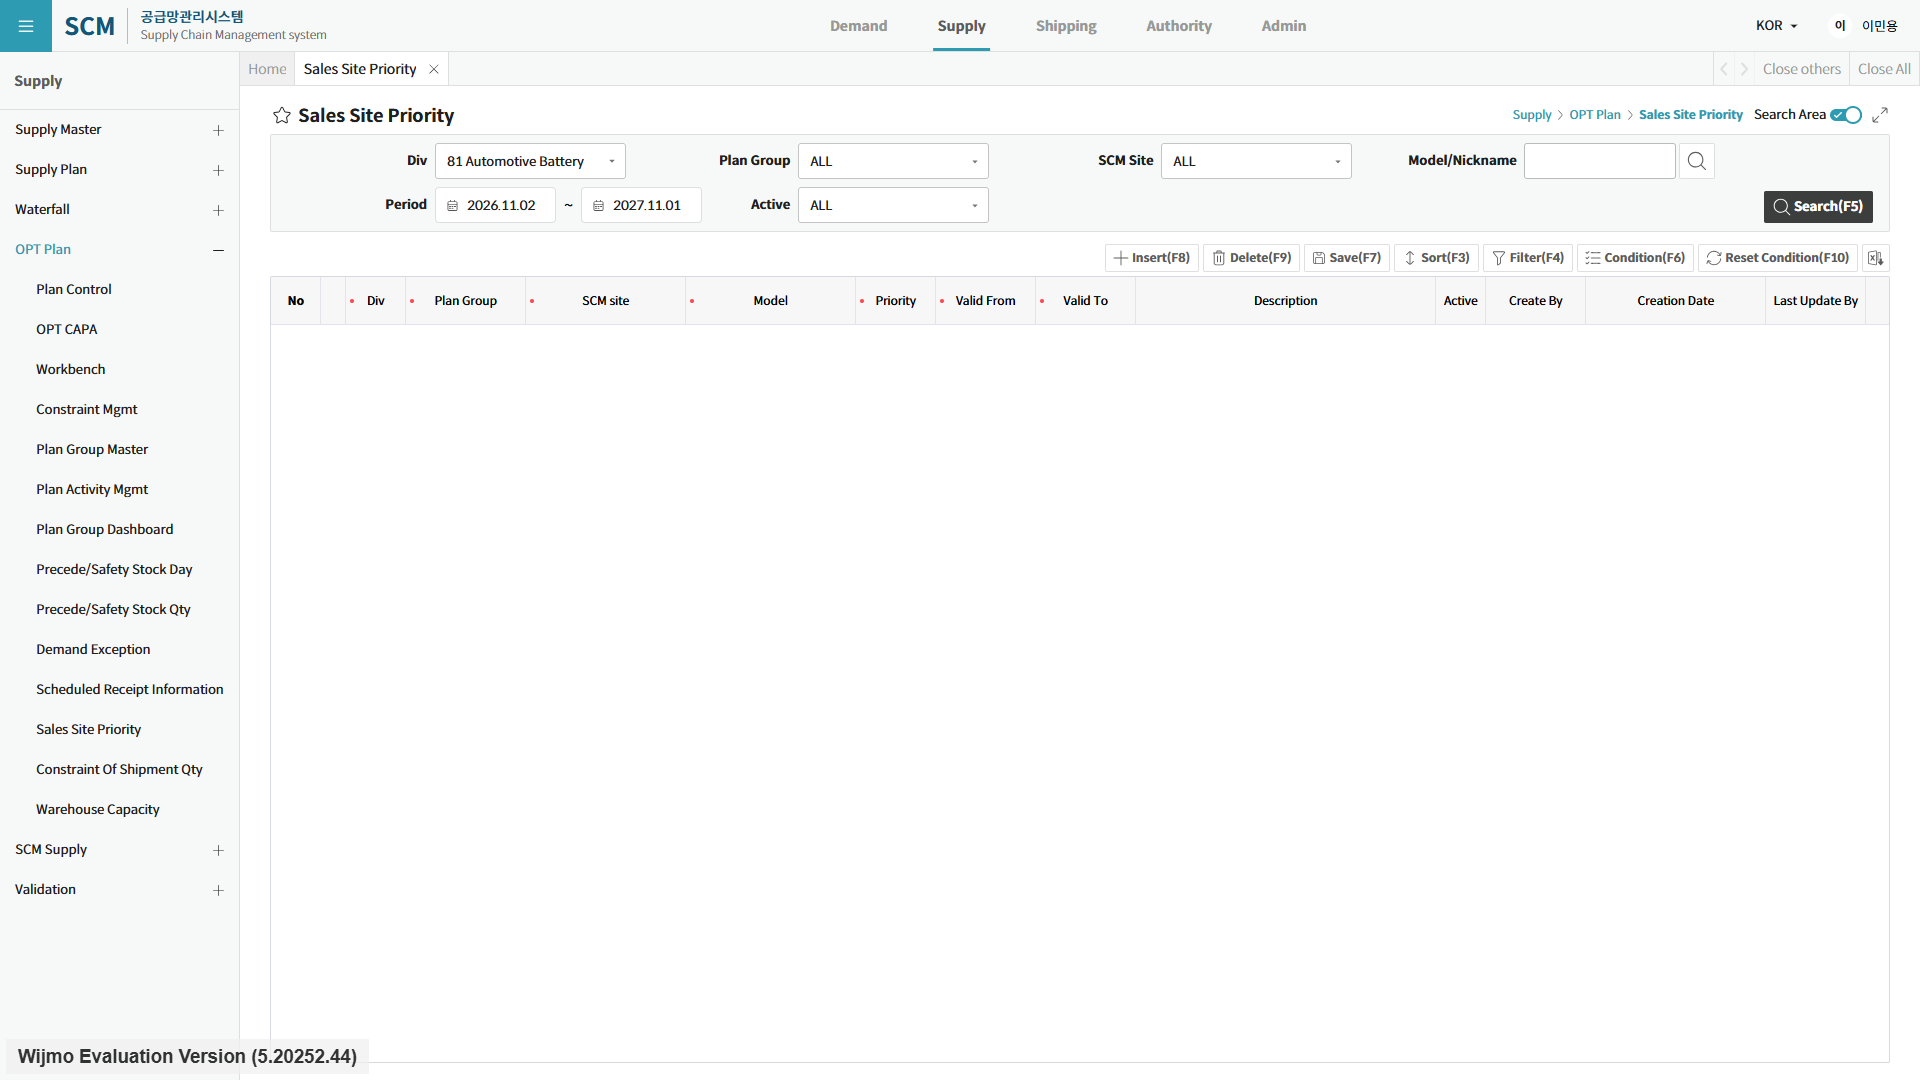 SCM
공급망관리시스템
Supply Chain Management system
Demand
Supply
Shipping
Authority
Admin
KOR
이
이민용
Supply
Home
Sales Site Priority
Close others
Close All
Supply Master
Supply Plan
Waterfall
OPT Plan
Plan Control
OPT CAPA
Workbench
Constraint Mgmt
Plan Group Master
Plan Activity Mgmt
Plan Group Dashboard
Precede/Safety Stock Day
Precede/Safety Stock Qty
Demand Exception
Scheduled Receipt Information
Sales Site Priority
Constraint Of Shipment Qty
Warehouse Capacity
SCM Supply
Validation
Sales Site Priority
Supply > OPT Plan > Sales Site Priority
Search Area
Div 81 Automotive Battery
Plan Group ALL
SCM Site ALL
Model/Nickname
Period 2026.11.02 ~ 2027.11.01
Active ALL
Search(F5)
Insert(F8)
Delete(F9)
Save(F7)
Sort(F3)
Filter(F4)
Condition(F6)
Reset Condition(F10)
No
Div
Plan Group
SCM site
Model
Priority
Valid From
Valid To
Description
Active
Create By
Creation Date
Last Update By
Wijmo Evaluation Version (5.20252.44)